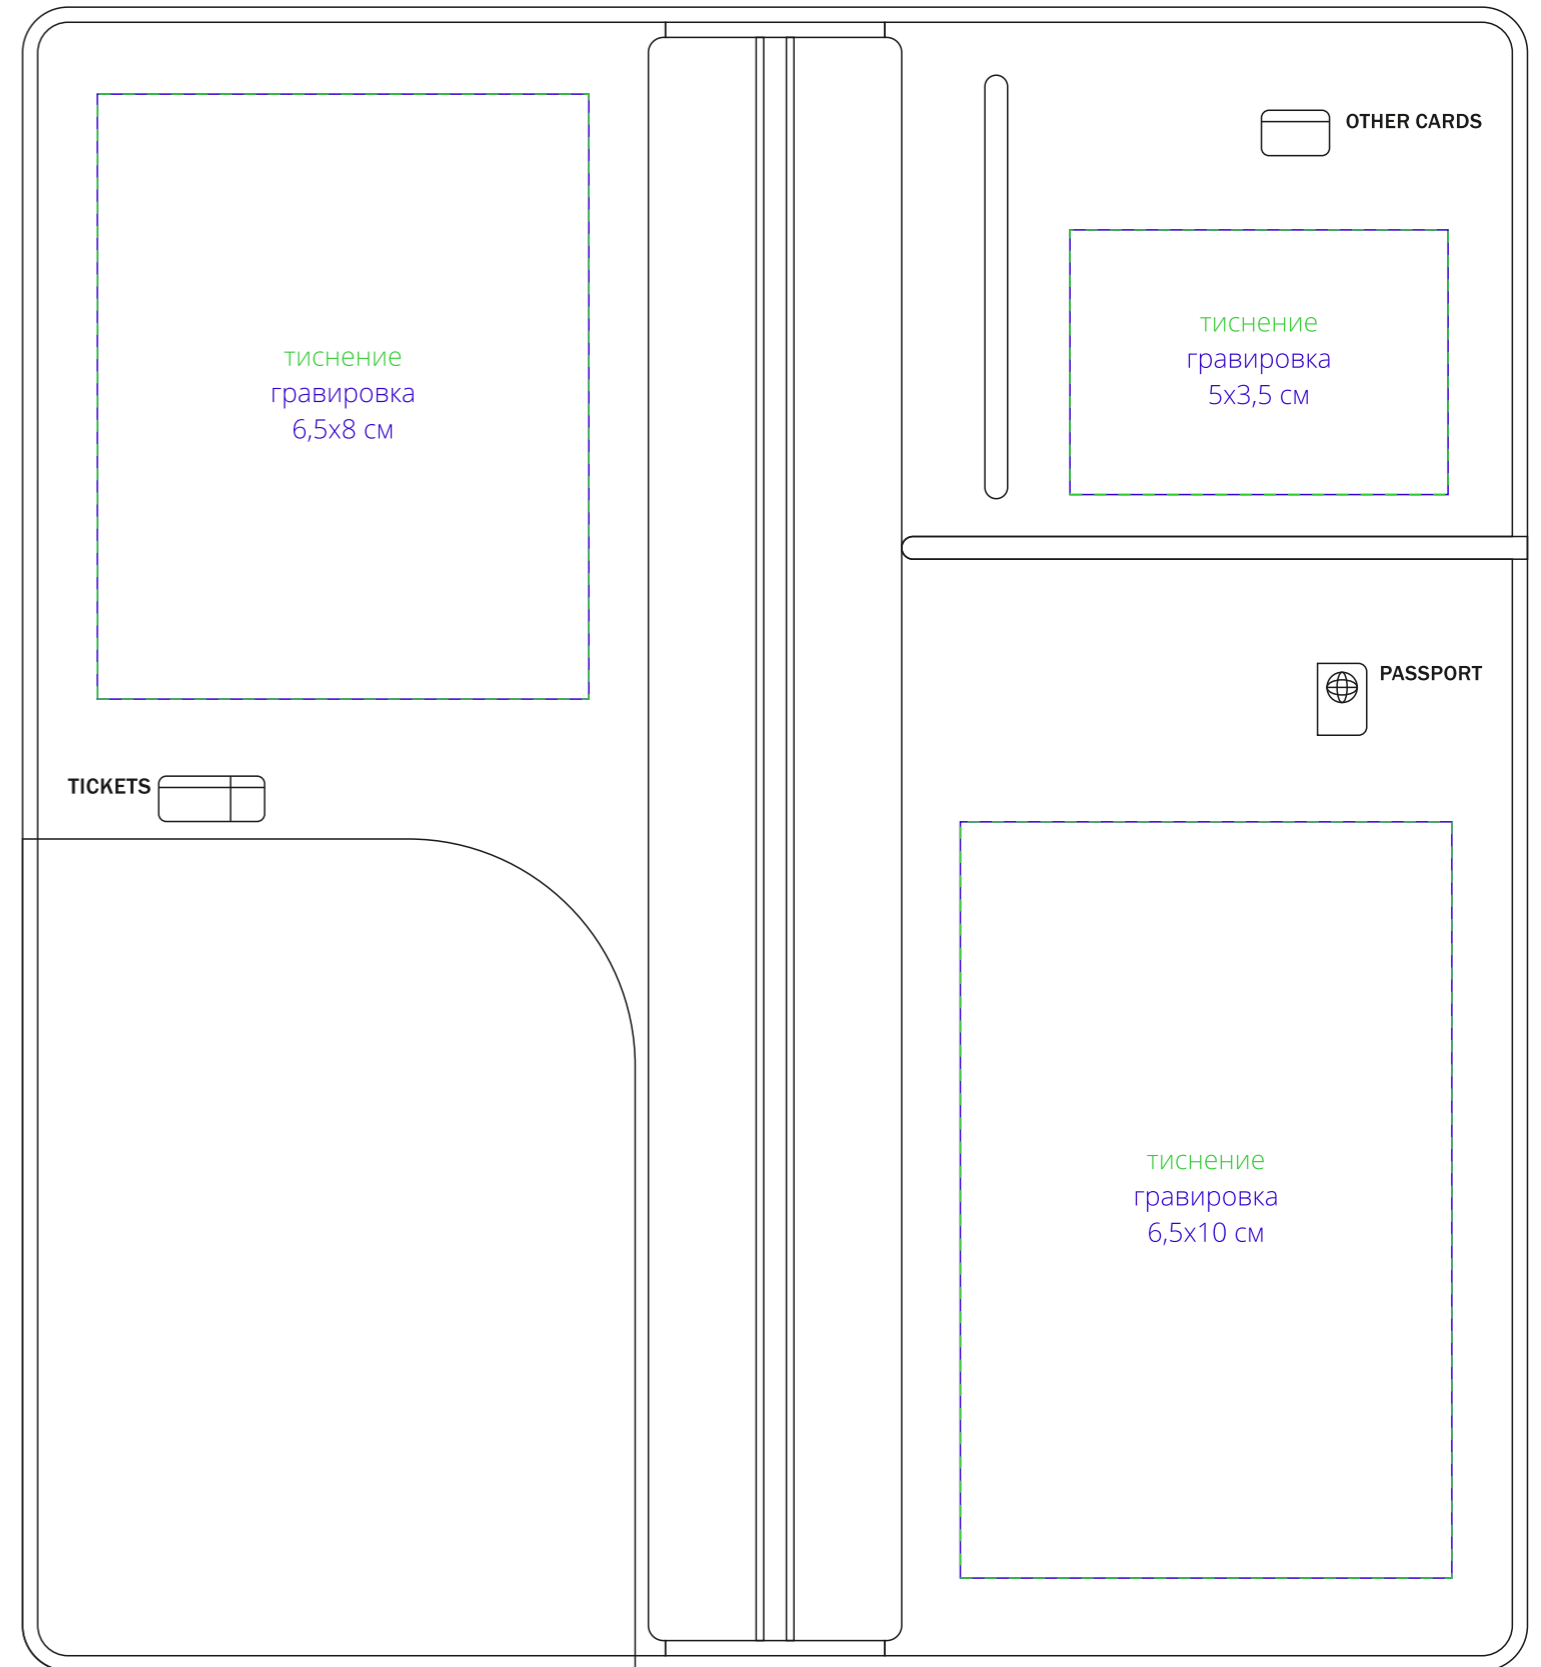 тиснение
гравировка
6,5x8 см
TICKETS
OTHER CARDS
тиснение
гравировка
5x3,5 см
PASSPORT
тиснение
гравировка
6,5x10 см